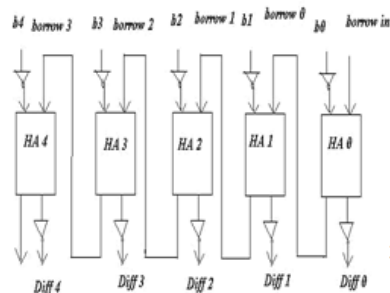 b4 borrow 3 b3 borrow 2 b2 borrow 1 b1 borrow 0 b0 borrow in
HA 4 HA 3 HA 2 HA 1 HA 0
Diff 4 Diff 3 Diff 2 Diff 1 Diff 0